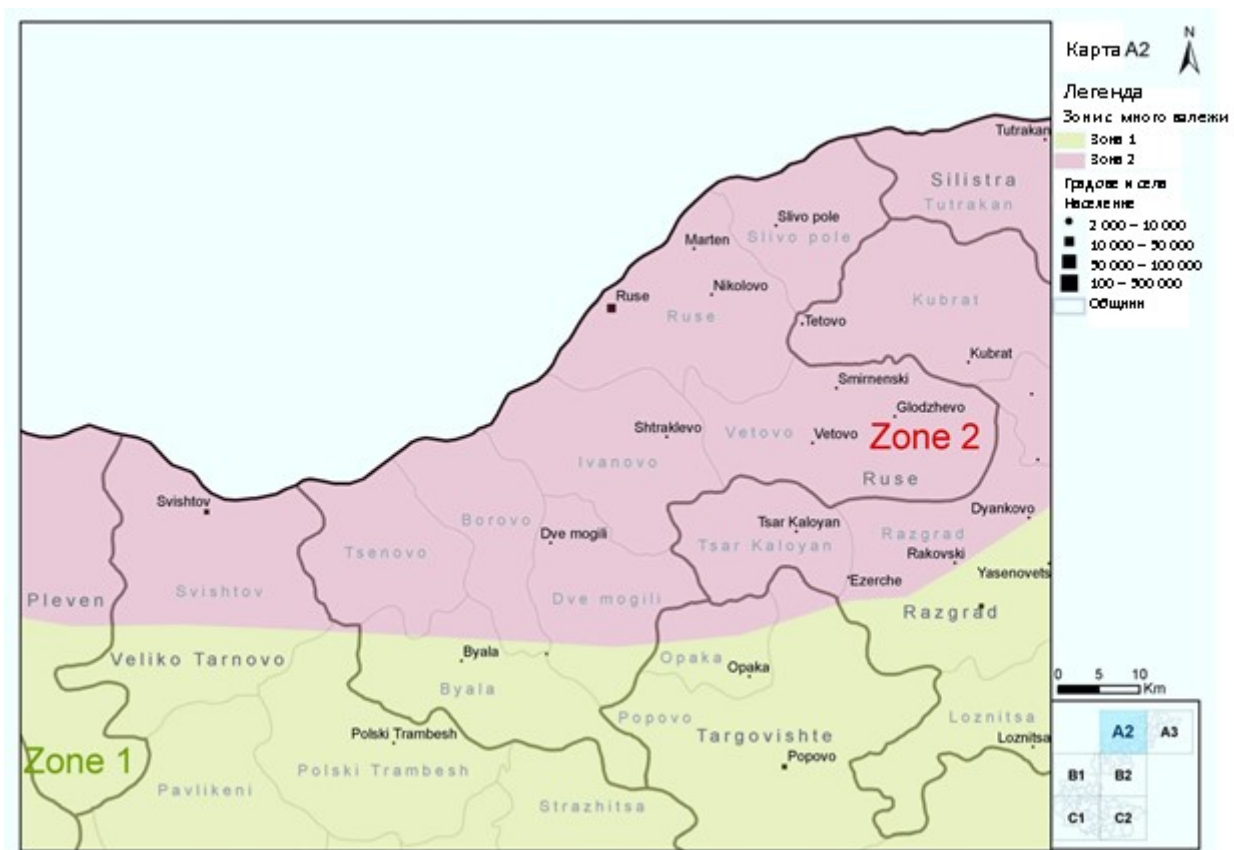 Карта A2
N
Легенда
Зони с много валежи
Зона 1
Зона 2
Градове и села
Население
2 000 – 10 000
10 000 – 50 000
50 000 – 100 000
100 – 500 000
Общини
Tutrakan
Silistra
Tutrakan
Slivo pole
Slivo pole
Marten
Nikolovo
Kubrat
Ruse
Ruse
Tetovo
Kubrat
Smirnenski
Glodzhevo
Shtraklevo
Vetovo
Vetovo
Zone 2
Ivanovo
Ruse
Svishtov
Dyankovo
Borovo
Tsar Kaloyan
Dve mogili
Razgrad
Tsenovo
Tsar Kaloyan
Rakovski
Yasenovets
Ezerche
Svishtov
Pleven
Dve mogili
Razgrad
Veliko Tarnovo
Byala
Opaka
Opaka
Byala
0 5 10
Km
Popovo
Loznitsa
Polski Trambesh
Targovishte
Loznitsa
Zone 1
Popovo
Polski Trambesh
Pavlikeni
Strazhitsa
A2 A3
B1 B2
C1 C2